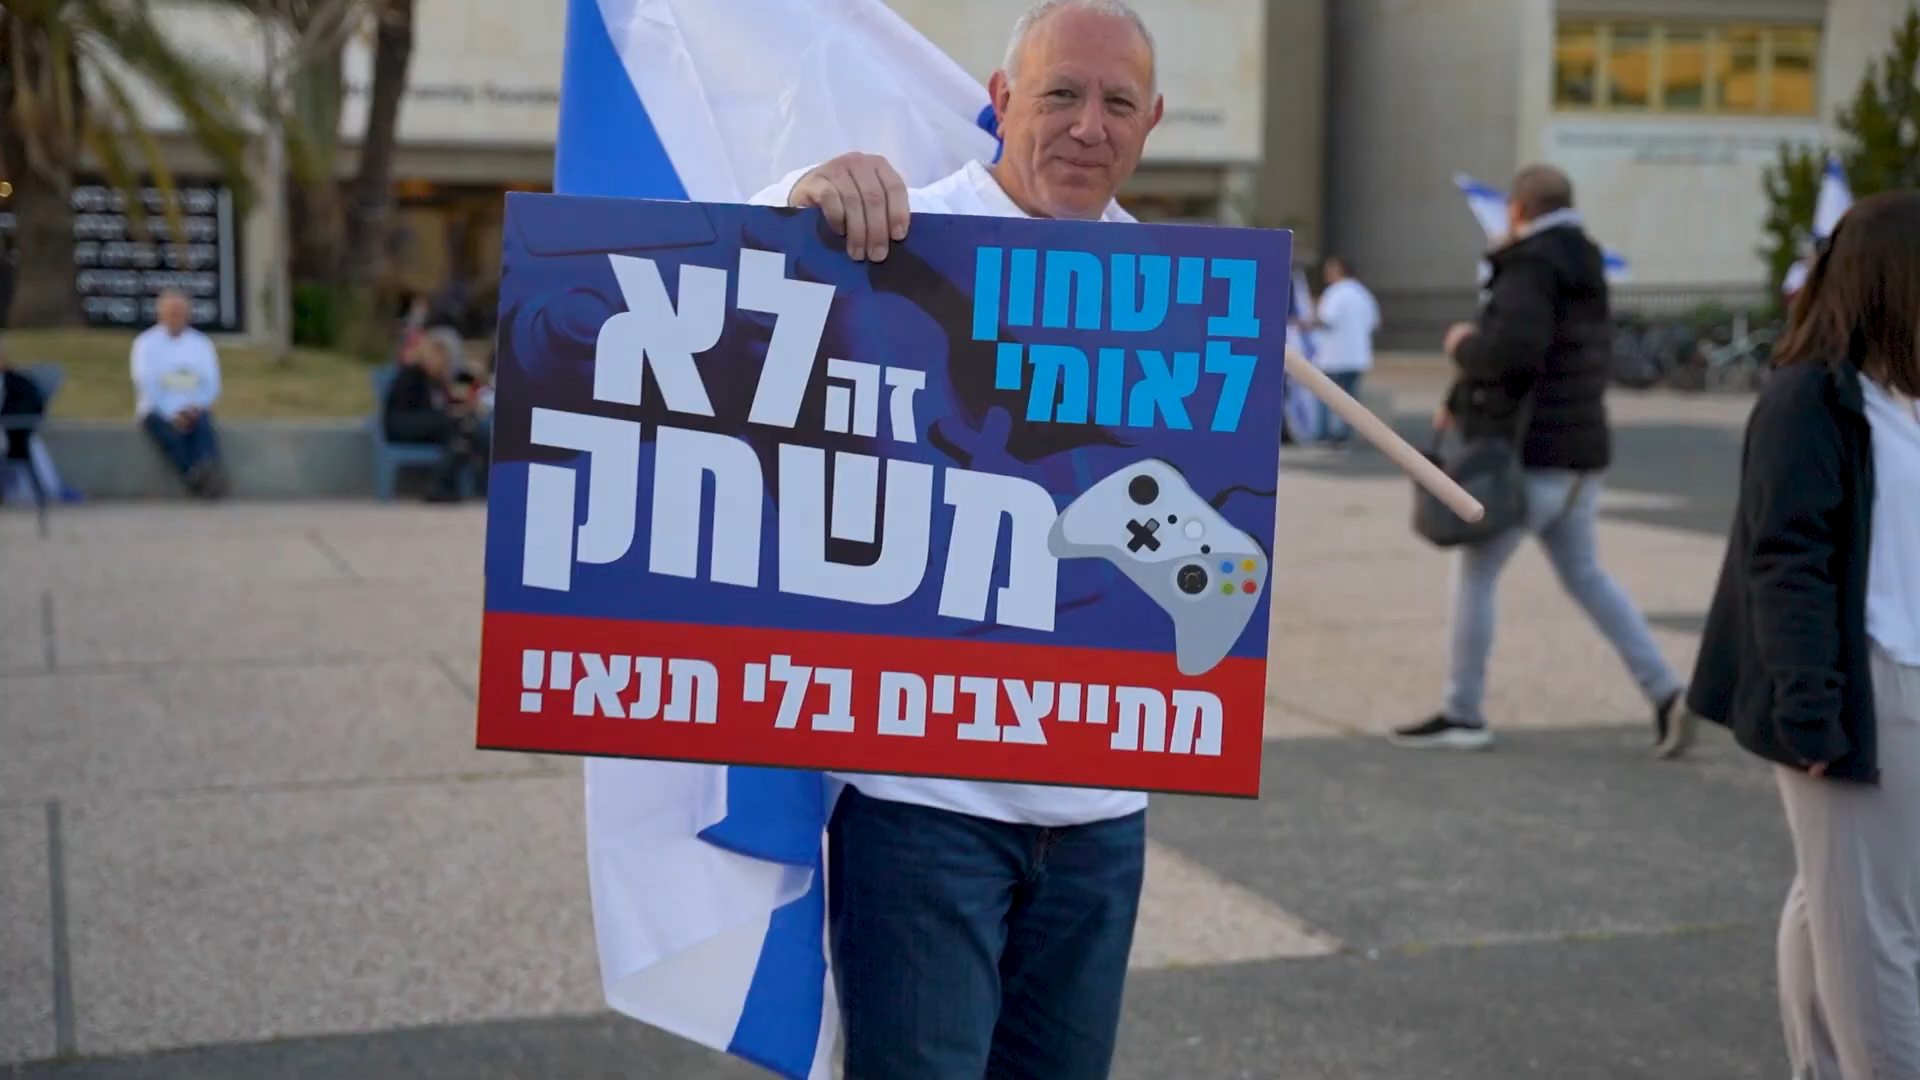 ביטחון
לאומי
זה לא
משחק
מתייצבים בלי תנאי!